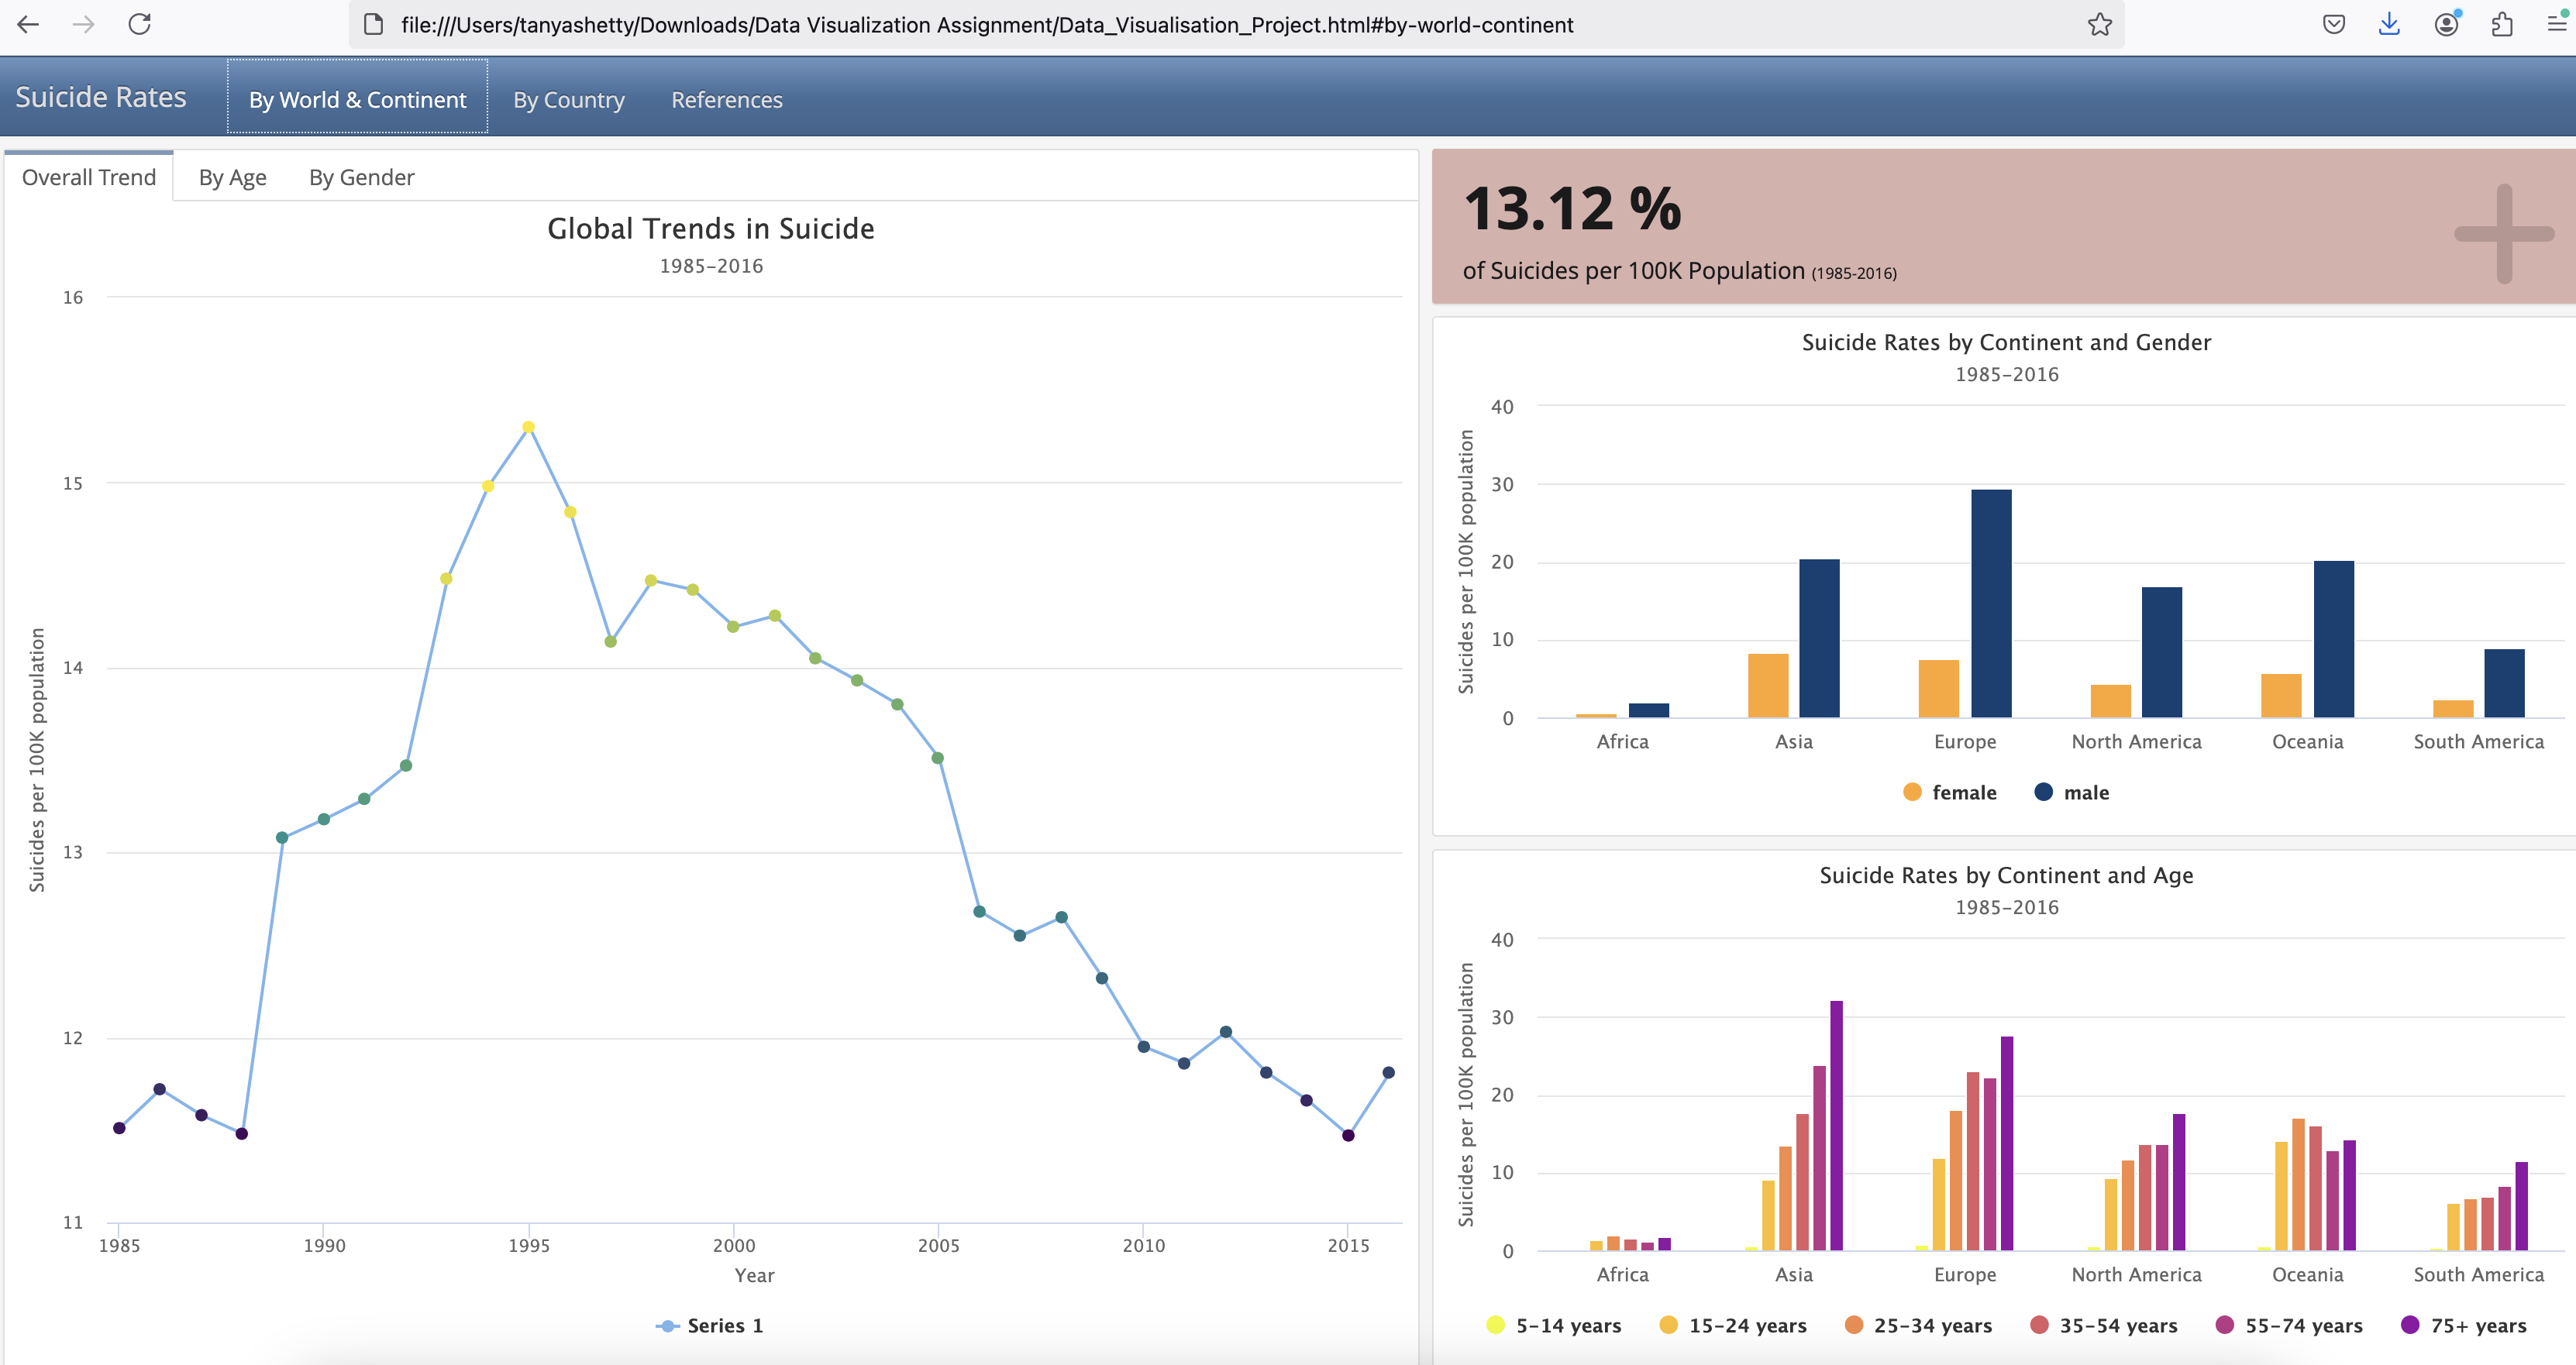 file:///Users/tanyashetty/Downloads/Data Visualization Assignment/Data_Visualisation_Project.html#by-world-continent
Suicide Rates By World & Continent By Country References
Overall Trend By Age By Gender
Global Trends in Suicide
1985-2016
Suicides per 100K population
16
15
14
13
12
11
1985 1990 1995 2000 2005 2010 2015
Year
Series 1
13.12 %
of Suicides per 100K Population (1985-2016)
Suicide Rates by Continent and Gender
1985-2016
Suicides per 100K population
40
30
20
10
0
Africa Asia Europe North America Oceania South America
female male
Suicide Rates by Continent and Age
1985-2016
Suicides per 100K population
40
30
20
10
0
Africa Asia Europe North America Oceania South America
5-14 years 15-24 years 25-34 years 35-54 years 55-74 years 75+ years